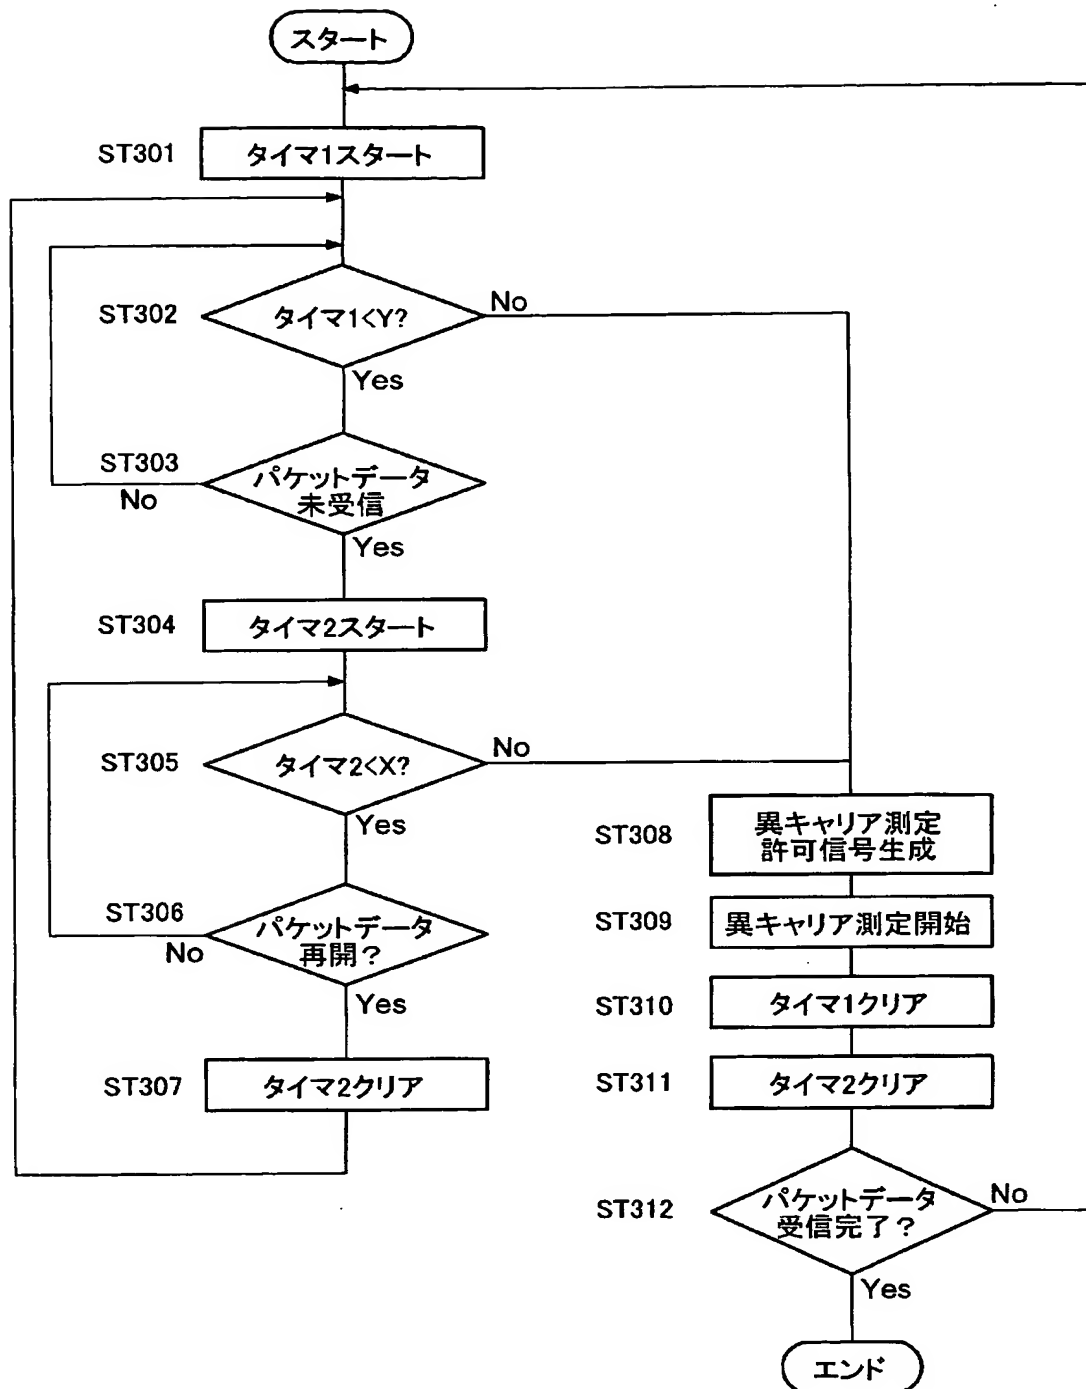 スタート
ST301
タイマ1スタート
ST302
タイマ1<Y?
No
Yes
ST303
パケットデータ
未受信
No
Yes
ST304
タイマ2スタート
ST305
タイマ2<X?
No
Yes
ST306
パケットデータ
再開?
No
Yes
ST307
タイマ2クリア
ST308
異キャリア測定
許可信号生成
ST309
異キャリア測定開始
ST310
タイマ1クリア
ST311
タイマ2クリア
ST312
パケットデータ
受信完了?
No
Yes
エンド